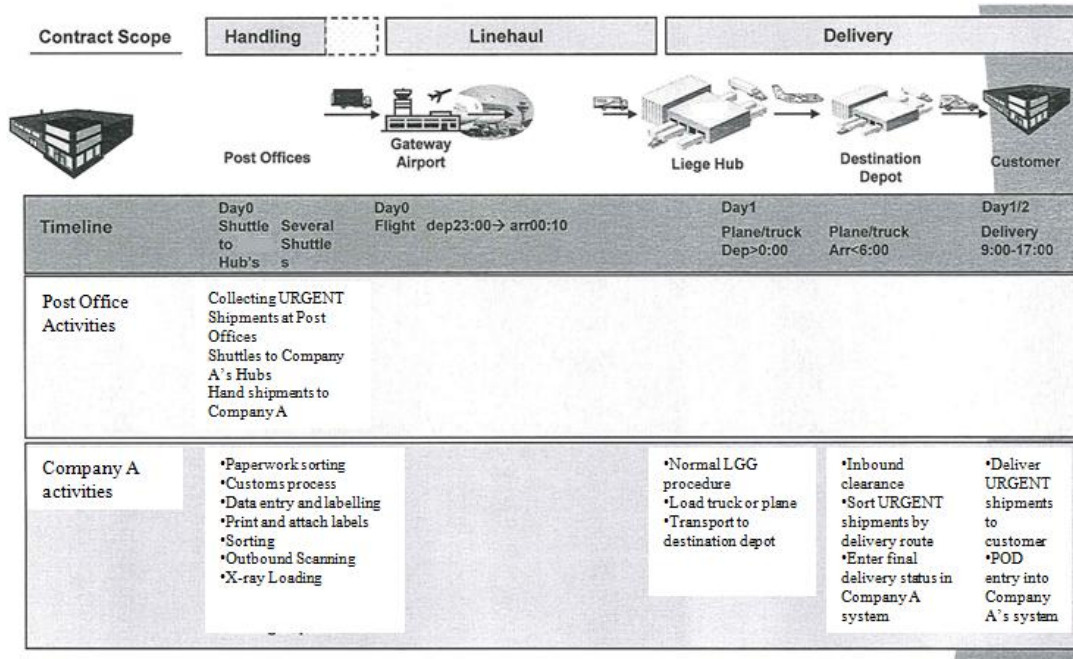 Contract Scope
Handling
Linehaul
Delivery
Post Offices
Gateway
Airport
Liege Hub
Destination
Depot
Customer
Timeline
Day0
Shuttle
to
Hub's
Several
Shuttle
s
Day0
Flight dep23:00→ arr00:10
Day1
Plane/truck
Dep>0:00
Plane/truck
Arr<6:00
Day1/2
Delivery
9:00-17:00
Post Office
Activities
Collecting URGENT
Shipments at Post
Offices
Shuttles to Company
A's Hubs
Hand shipments to
Company A
Company A
activities
•Paperwork sorting
•Customs process
•Data entry and labelling
•Print and attach labels
•Sorting
•Outbound Scanning
•X-ray Loading
•Normal LGG
procedure
•Load truck or plane
•Transport to
destination depot
•Inbound
clearance
•Sort URGENT
shipments by
delivery route
•Enter final
delivery status in
Company A
system
•Deliver
URGENT
shipments
to
customer
•POD
entry into
Company
A's system